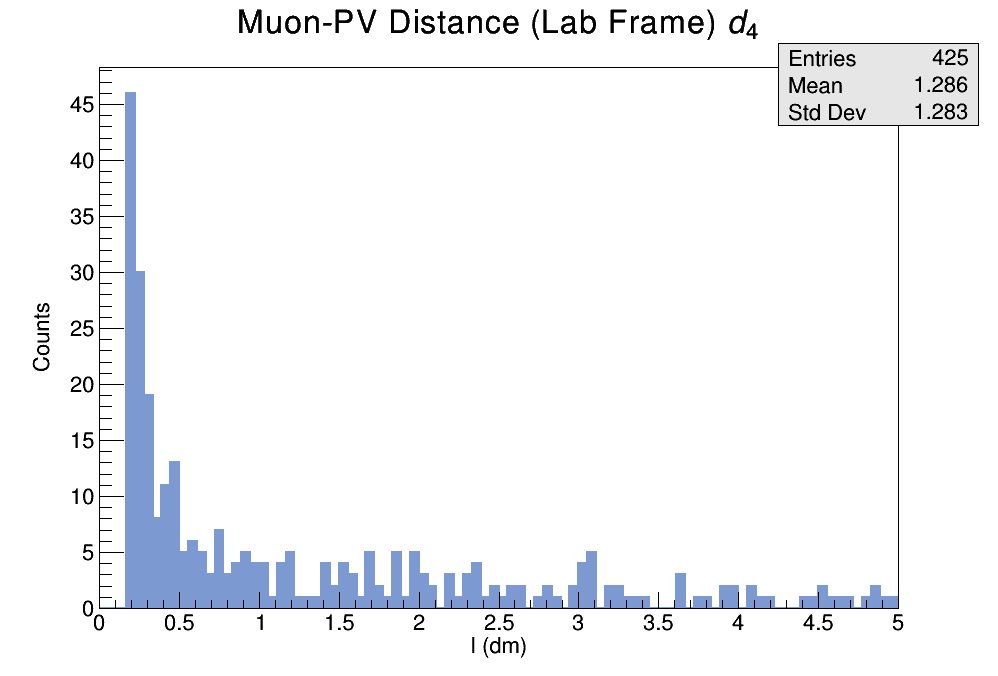 Muon-PV Distance (Lab Frame) d₄
Entries 425
Mean 1.286
Std Dev 1.283
45
40
35
30
25
20
15
10
5
0
Counts
0 0.5 1 1.5 2 2.5 3 3.5 4 4.5 5
l (dm)